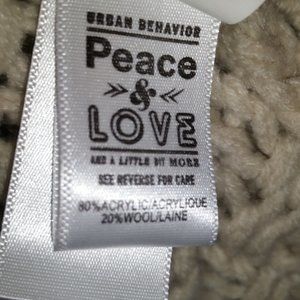 URBAN BEHAVIOR
Peace
&
LOVE
AND A LITTLE BIT MORE
SEE REVERSE FOR CARE
80%ACRYLIC/ACRYLIQUE
20%WOOL/LAINE